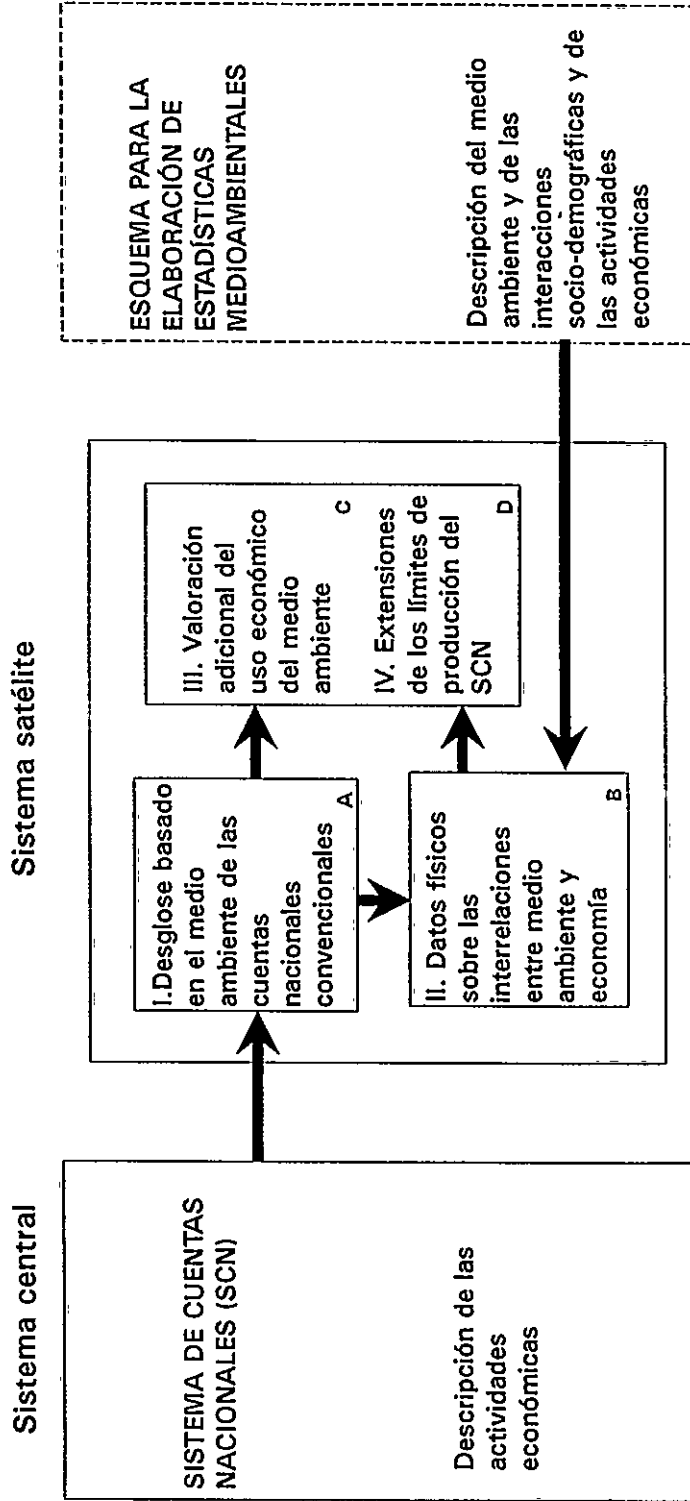 Sistema central
SISTEMA DE CUENTAS
NACIONALES (SCN)
Descripción de las
actividades
económicas
Sistema satélite
I.Desglose basado
en el medio
ambiente de las
cuentas
nacionales
convencionales
A
II. Datos físicos
sobre las
interrelaciones
entre medio
ambiente y
economía
B
III. Valoración
adicional del
uso económico
del medio
ambiente
C
IV. Extensiones
de los límites de
producción del
SCN
D
ESQUEMA PARA LA
ELABORACIÓN DE
ESTADÍSTICAS
MEDIOAMBIENTALES
Descripción del medio
ambiente y de las
interacciones
socio-demográficas y de
las actividades
económicas